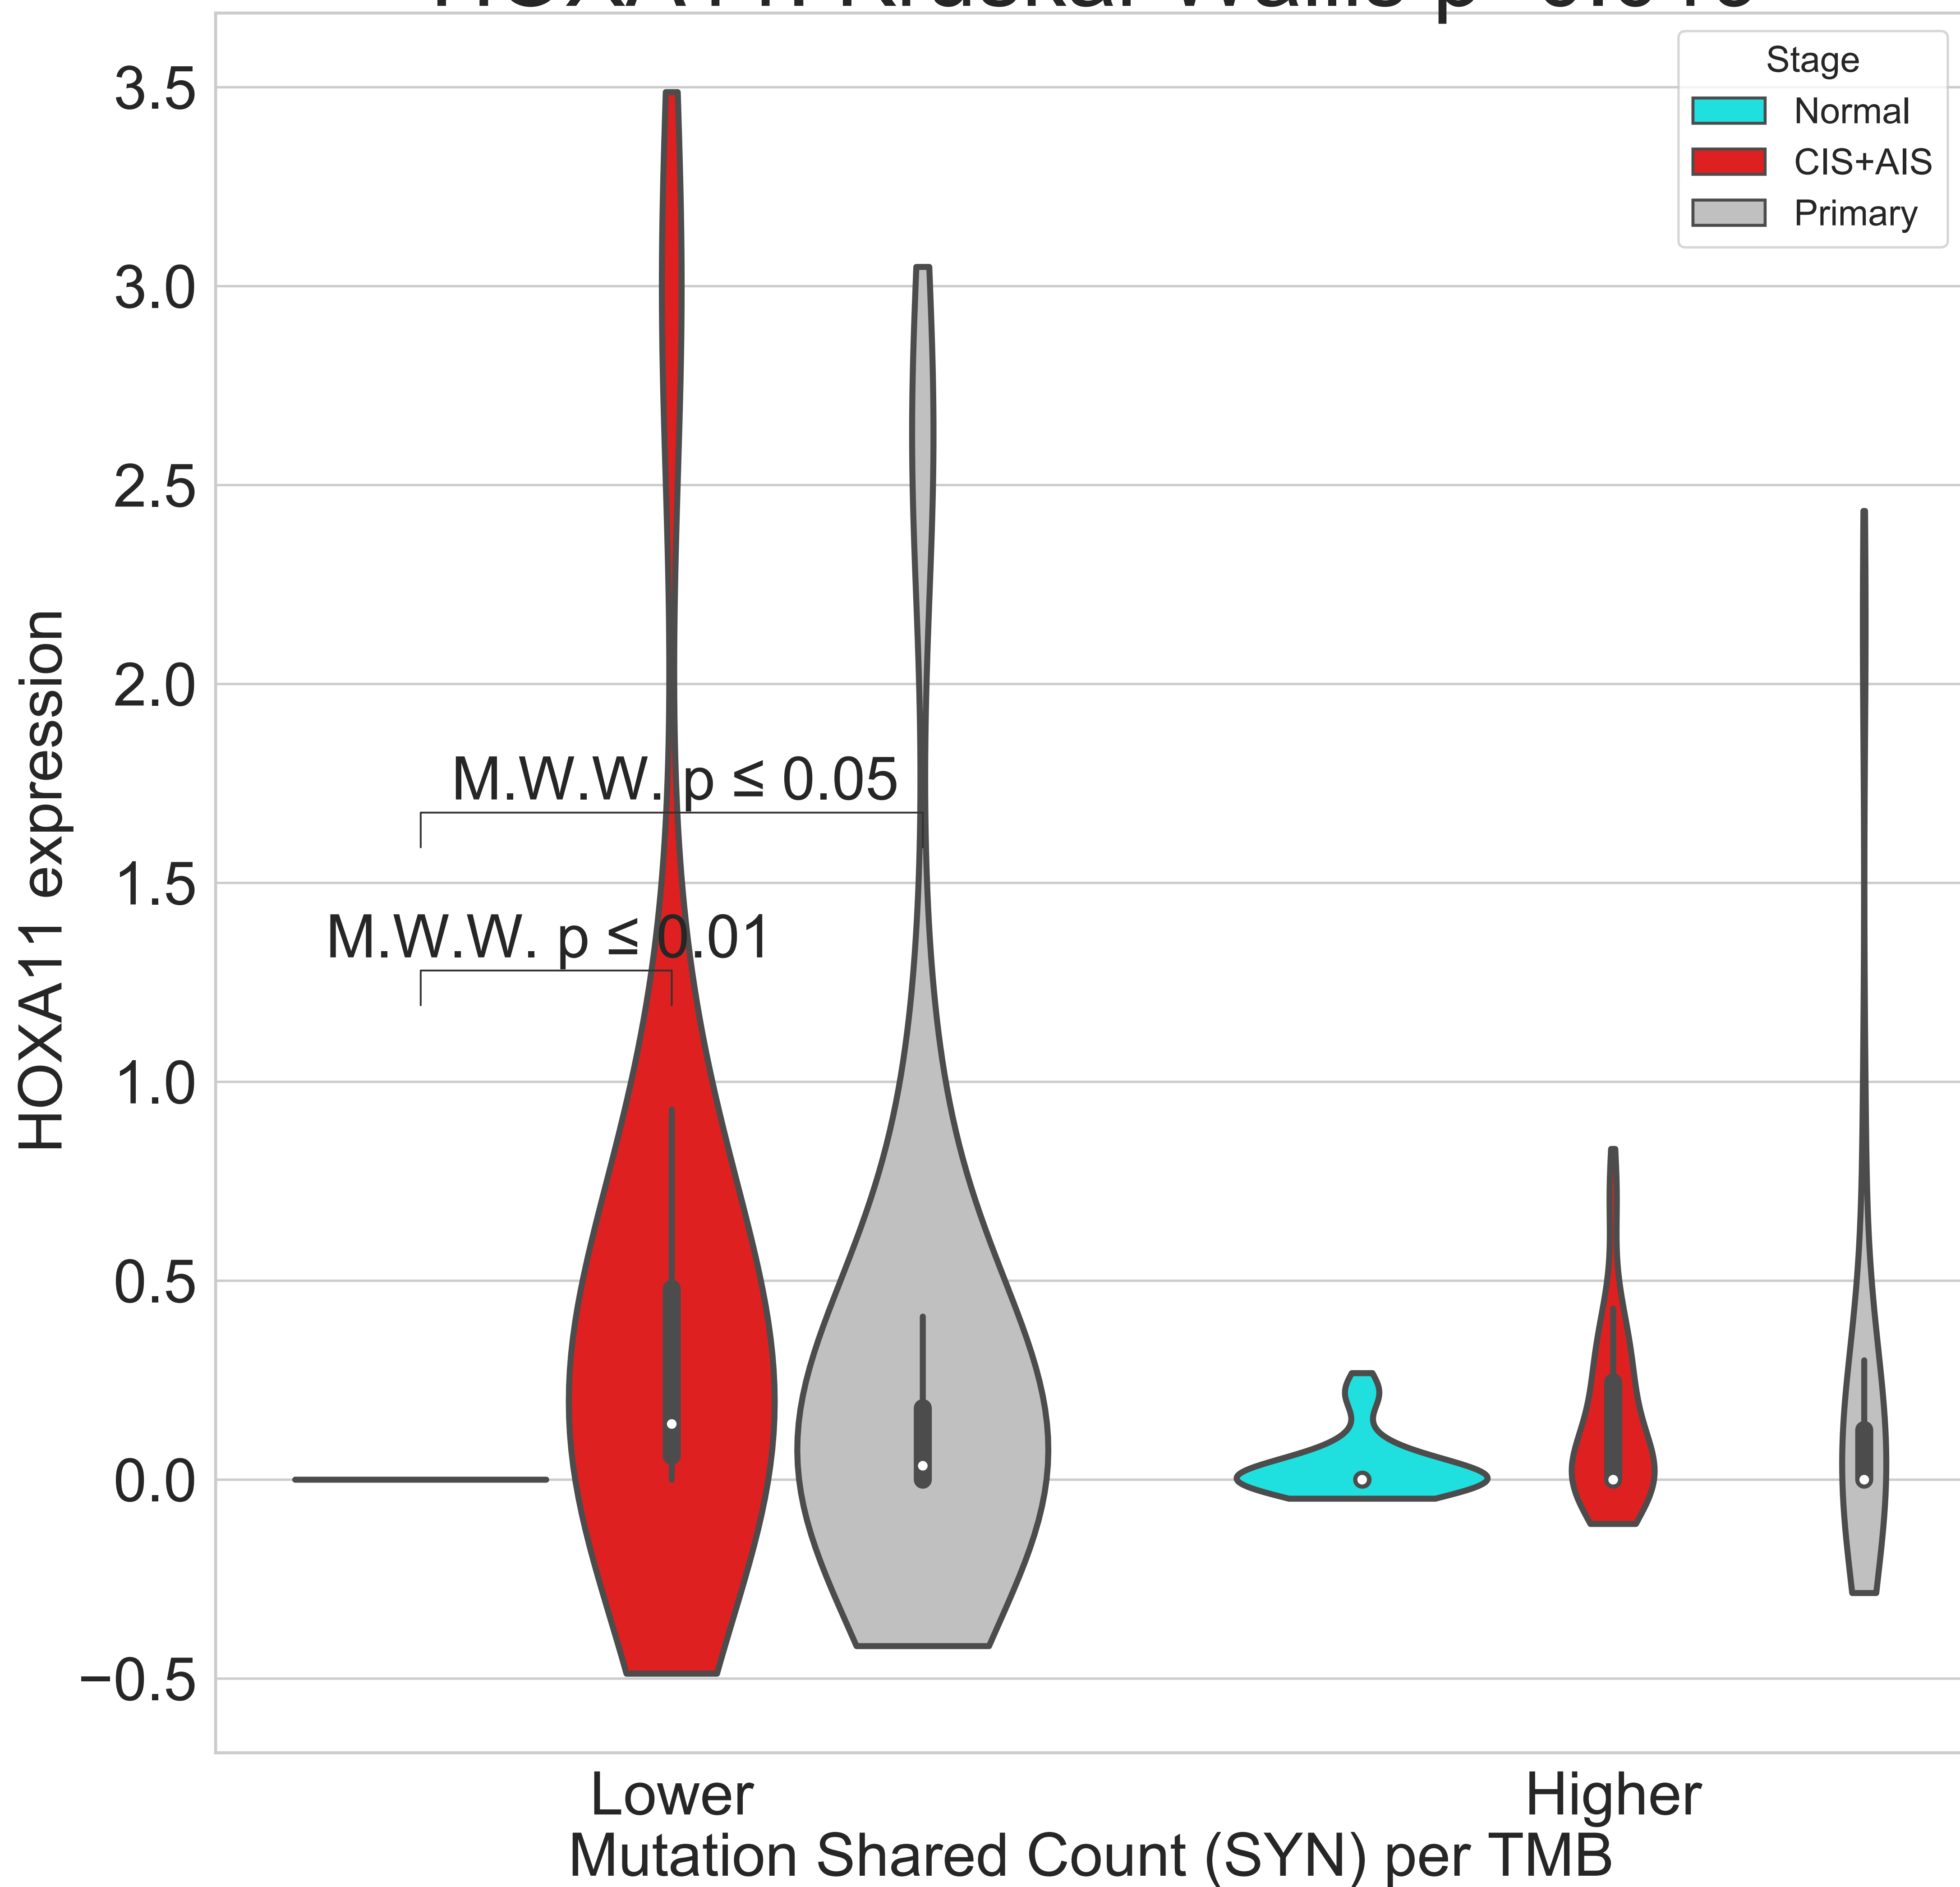 3.5
3.0
2.5
2.0
1.5
1.0
0.5
0.0
−0.5
HOXA11 expression
Stage
Normal
CIS+AIS
Primary
M.W.W. p ≤ 0.05
M.W.W. p ≤ 0.01
Lower
Higher
Mutation Shared Count (SYN) per TMB